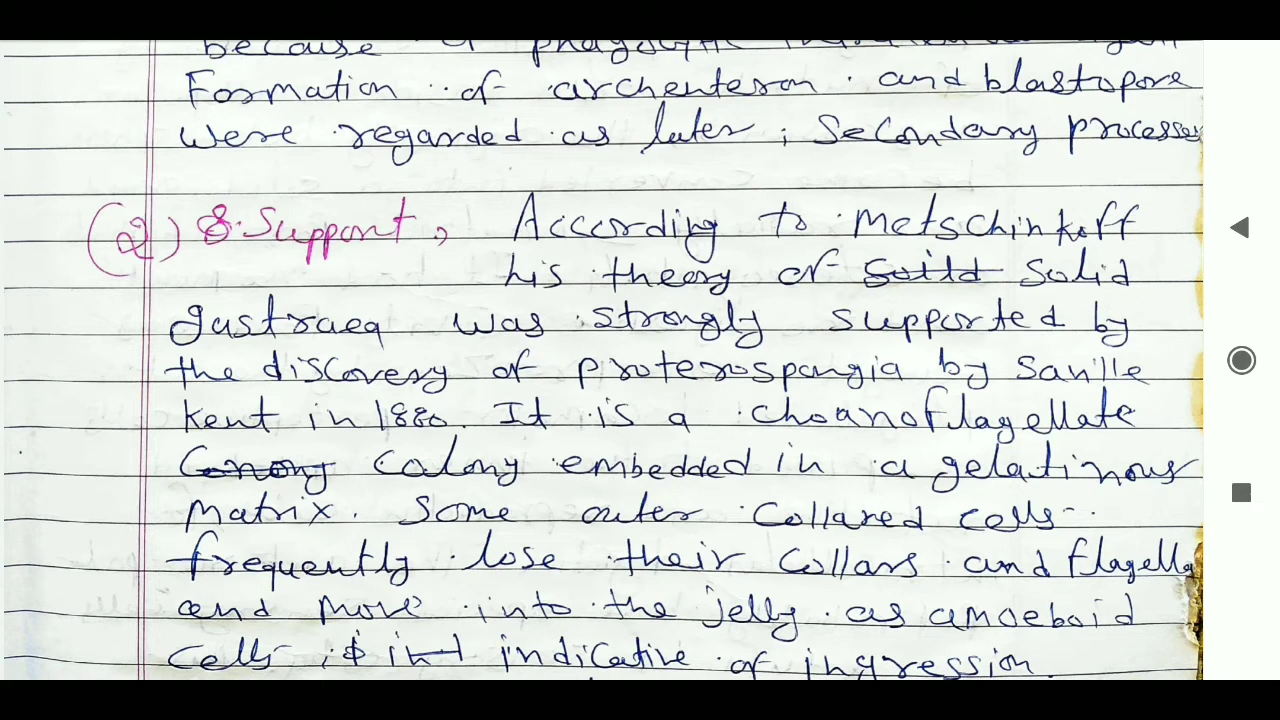 because of phagocytic
Formation of archenteron and blastopore
were regarded as later, secondary processes
(2) Support, According to Metschinkoff
his theory of solid
gastraea was strongly supported by
the discovery of proterospongia by Saville
Kent in 1880. It is a choanoflagellate
colony embedded in a gelatinous
Matrix. Some outer collared cells
frequently lose their collars and flagella
and move into the jelly as amoeboid
cells, indicative of ingression.